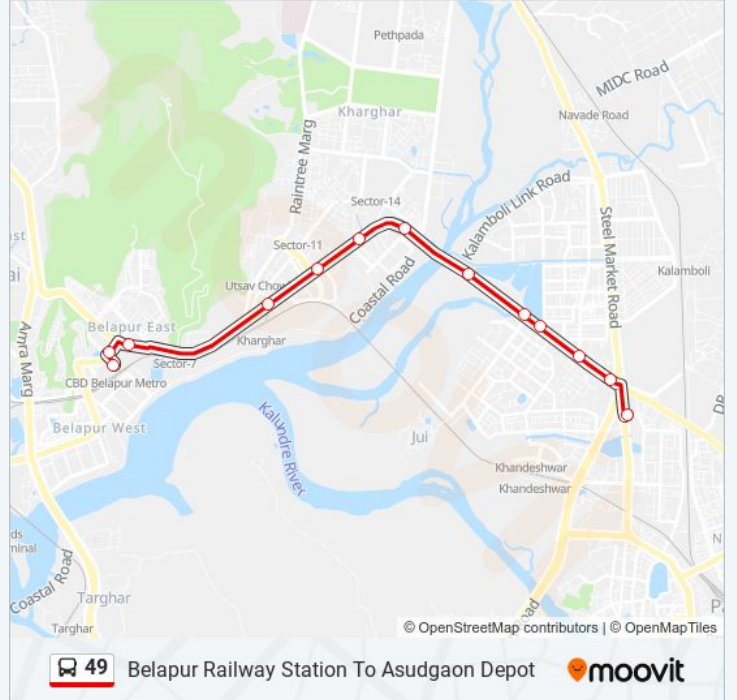 Pethpada
MIDC Road
Kharghar
Navade Road
Raintree Marg
Kalamboli Link Road
Sector-14
Steel Market Road
Sector-11
Kalamboli
Utsav Chow
Coastal Road
Belapur East
Kharghar
Amra Marg
Sector-7
CBD Belapur Metro
Belapur West
Kalundre River
Jui
Khandeshwar
Khandeshwar
Coastal Road
Targhar
Targhar
© OpenStreetMap contributors | © OpenMapTiles
49 Belapur Railway Station To Asudgaon Depot moovit